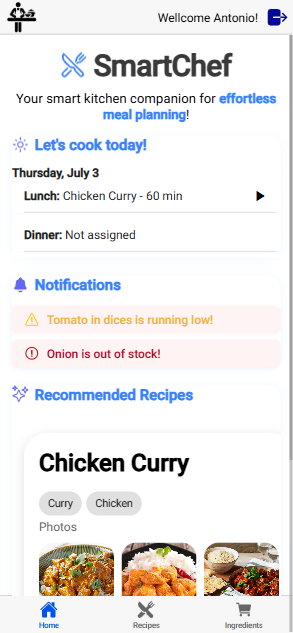 Wellcome Antonio!
SmartChef
Your smart kitchen companion for effortless
meal planning!
Let's cook today!
Thursday, July 3
Lunch: Chicken Curry - 60 min
Dinner: Not assigned
Notifications
Tomato in dices is running low!
Onion is out of stock!
Recommended Recipes
Chicken Curry
Curry Chicken
Photos
Home Recipes Ingredients